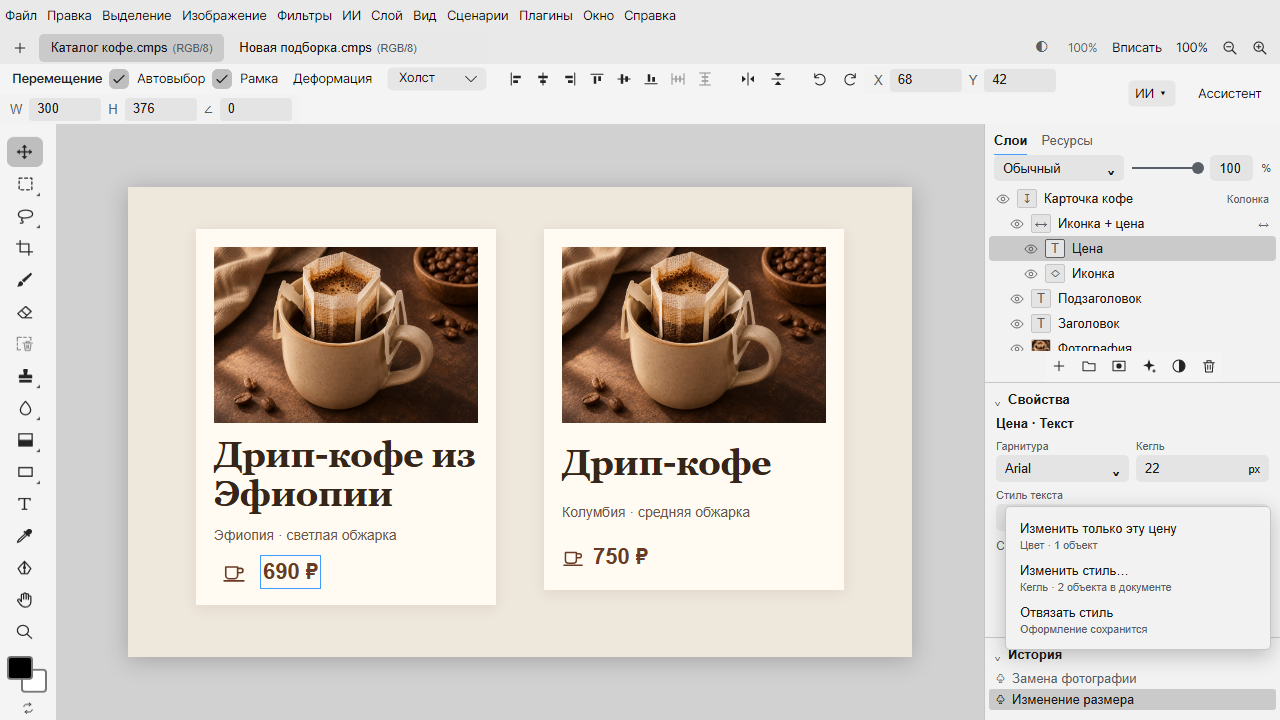 Файл Правка Выделение Изображение Фильтры ИИ Слой Вид Сценарии Плагины Окно Справка
Каталог кофе.cmps (RGB/8) Новая подборка.cmps (RGB/8) 100% Вписать 100%
Перемещение Автовыбор Рамка Деформация Холст X 68 Y 42
ИИ Ассистент
W 300 H 376 ∠ 0
Слои Ресурсы
Обычный 100 %
Карточка кофе Колонка
Иконка + цена
T Цена
Иконка
T Подзаголовок
T Заголовок
Фотография
Свойства
Цена · Текст
Гарнитура Кегль
Arial 22 px
Стиль текста
С
Изменить только эту цену
Цвет · 1 объект
Изменить стиль…
Кегль · 2 объекта в документе
Отвязать стиль
Оформление сохранится
История
Замена фотографии
Изменение размера
Дрип-кофе из
Эфиопии
Эфиопия · светлая обжарка
690 ₽
Дрип-кофе
Колумбия · средняя обжарка
750 ₽